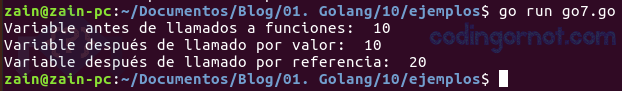 zain@zain-pc:~/Documentos/Blog/01. Golang/10/ejemplos$ go run go7.go
Variable antes de llamados a funciones:  10
Variable después de llamado por valor:  10
Variable después de llamado por referencia:  20
zain@zain-pc:~/Documentos/Blog/01. Golang/10/ejemplos$
codingornot.com